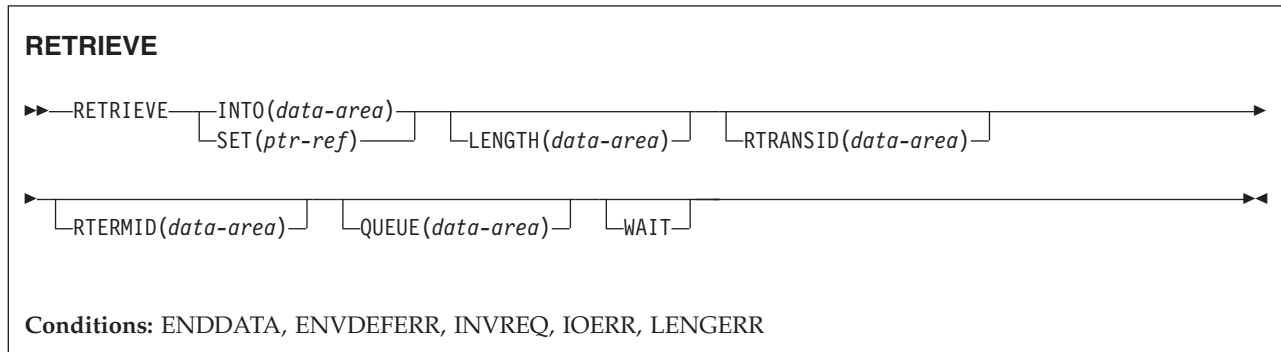 RETRIEVE
RETRIEVE INTO(data-area)
SET(ptr-ref) LENGTH(data-area) RTRANSID(data-area)
RTERMID(data-area) QUEUE(data-area) WAIT
Conditions: ENDDATA, ENVDEFERR, INVREQ, IOERR, LENGERR